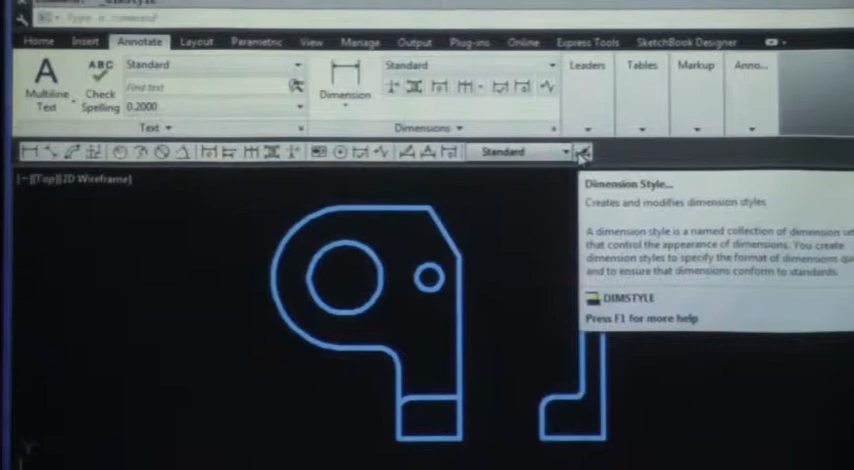 Type a command
Home Insert Annotate Layout Parametric View Manage Output Plug-ins Online Express Tools SketchBook Designer
A ABC Standard Standard Leaders Tables Markup Anno...
Multiline Text
Check Spelling
Find text
0.2000
Dimension
Text
Dimensions
Standard
[−][Top][2D Wireframe]
Dimension Style...
Creates and modifies dimension styles
A dimension style is a named collection of dimension
that control the appearance of dimensions. You create
dimension styles to specify the format of dimensions
and to ensure that dimensions conform to standards.
DIMSTYLE
Press F1 for more help
Y